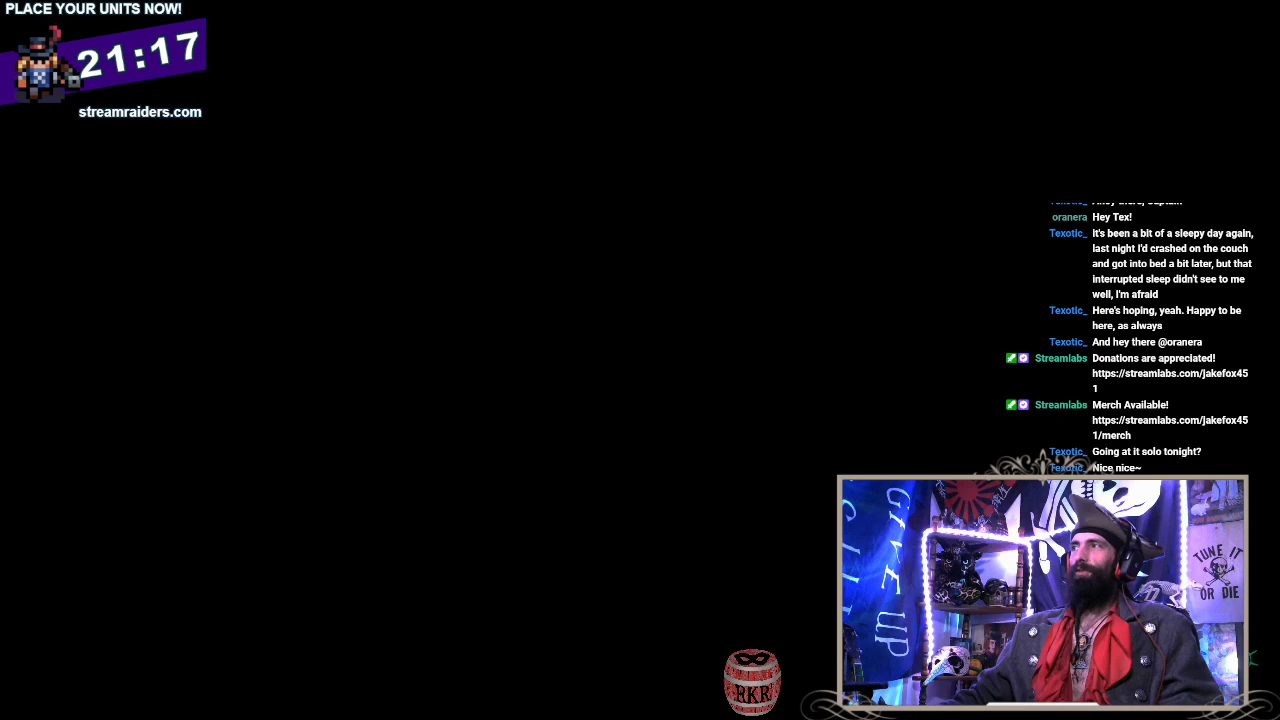 PLACE YOUR UNITS NOW!
21:17
streamraiders.com
oranera Hey Tex!
Texotic_ It's been a bit of a sleepy day again,
last night I'd crashed on the couch
and got into bed a bit later, but that
interrupted sleep didn't see to me
well, I'm afraid
Texotic_ Here's hoping, yeah. Happy to be
here, as always
Texotic_ And hey there @oranera
Streamlabs Donations are appreciated!
https://streamlabs.com/jakefox45
1
Streamlabs Merch Available!
https://streamlabs.com/jakefox45
1/merch
Texotic_ Going at it solo tonight?
Texotic_ Nice nice~
GIVE UP
TUNE IT
OR DIE
RKR